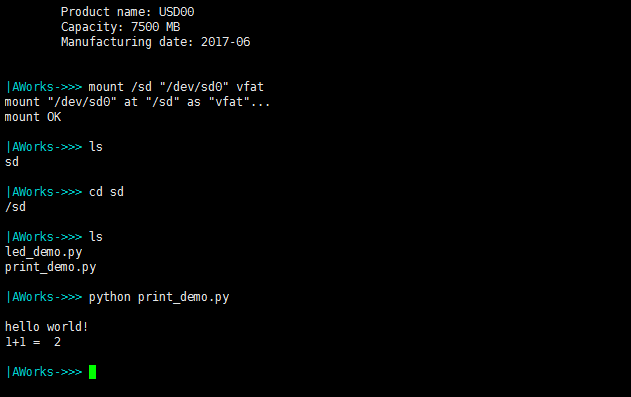 Product name: USD00
Capacity: 7500 MB
Manufacturing date: 2017-06
|AWorks->>> mount /sd "/dev/sd0" vfat
mount "/dev/sd0" at "/sd" as "vfat"...
mount OK
|AWorks->>> ls
sd
|AWorks->>> cd sd
/sd
|AWorks->>> ls
led_demo.py
print_demo.py
|AWorks->>> python print_demo.py
hello world!
1+1 =  2
|AWorks->>>